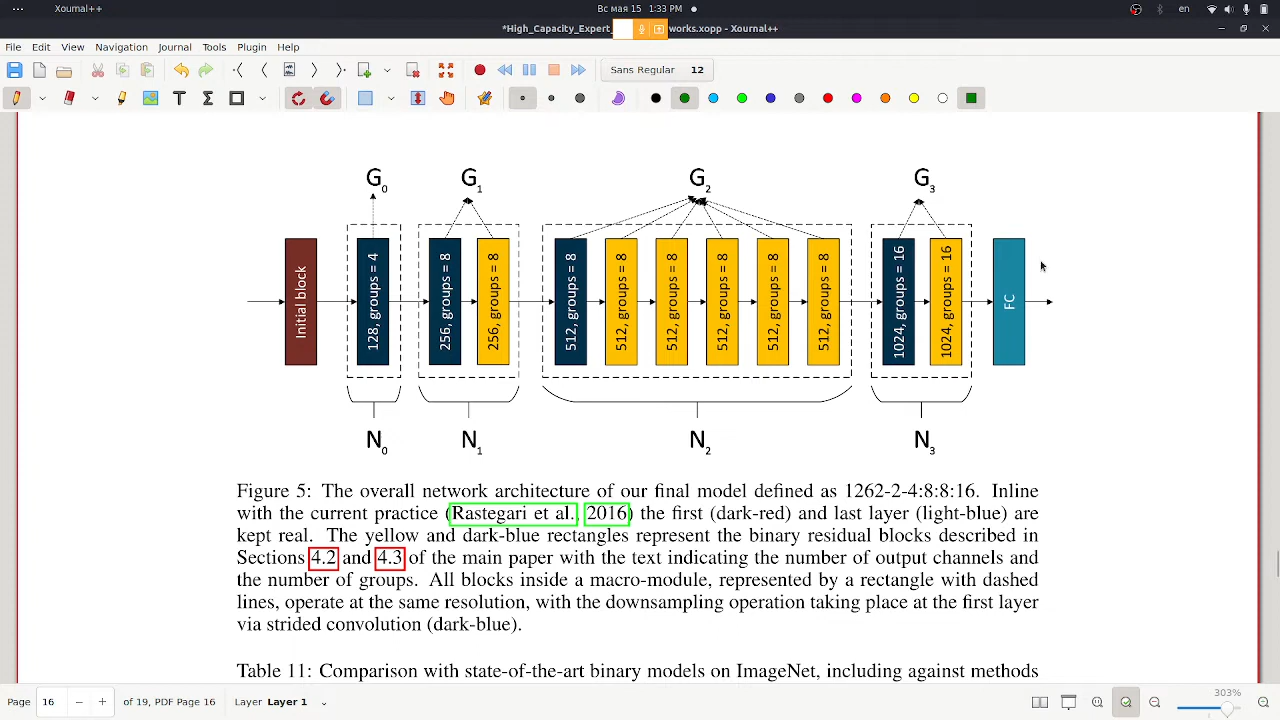 Xournal++
Вс мая 15 1:33 PM
en
*High_Capacity_Expert_ works.xopp - Xournal++
File Edit View Navigation Journal Tools Plugin Help
Sans Regular 12
G0 G1 G2 G3
Initial block
128, groups = 4
256, groups = 8
256, groups = 8
512, groups = 8
512, groups = 8
512, groups = 8
512, groups = 8
512, groups = 8
512, groups = 8
1024, groups = 16
1024, groups = 16
FC
N0 N1 N2 N3
Figure 5: The overall network architecture of our final model defined as 1262-2-4:8:8:16. Inline
with the current practice (Rastegari et al., 2016) the first (dark-red) and last layer (light-blue) are
kept real. The yellow and dark-blue rectangles represent the binary residual blocks described in
Sections 4.2 and 4.3 of the main paper with the text indicating the number of output channels and
the number of groups. All blocks inside a macro-module, represented by a rectangle with dashed
lines, operate at the same resolution, with the downsampling operation taking place at the first layer
via strided convolution (dark-blue).
Table 11: Comparison with state-of-the-art binary models on ImageNet, including against methods
Page 16 of 19, PDF Page 16 Layer Layer 1
303%